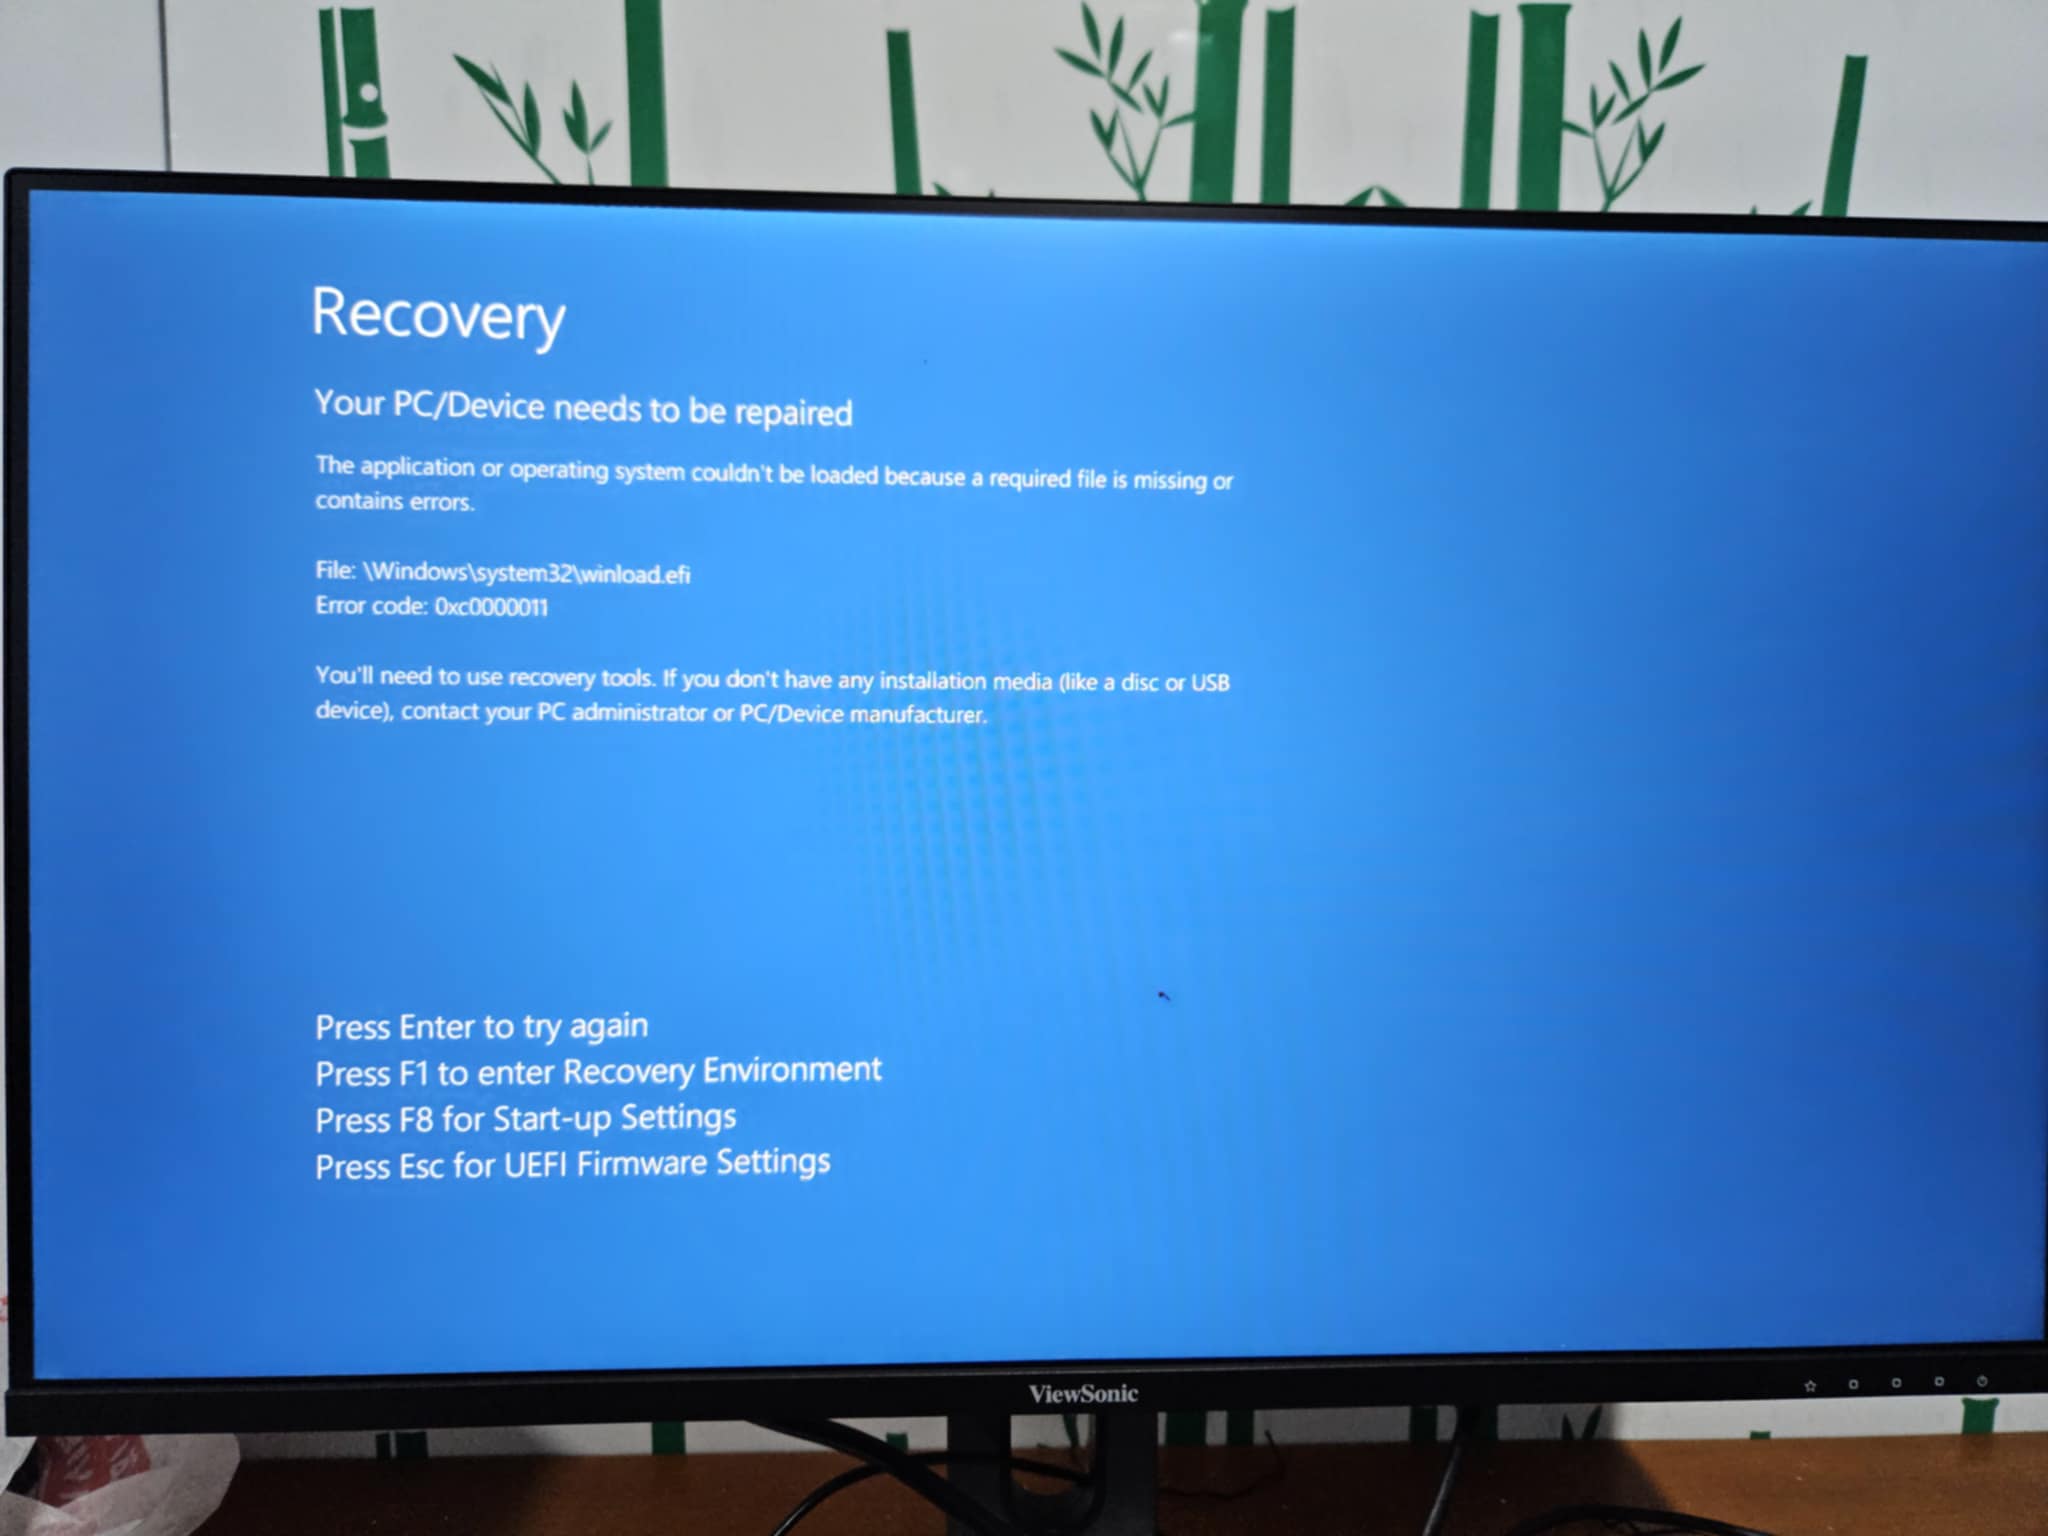 Recovery
Your PC/Device needs to be repaired
The application or operating system couldn't be loaded because a required file is missing or
contains errors.
File: \Windows\system32\winload.efi
Error code: 0xc0000011
You'll need to use recovery tools. If you don't have any installation media (like a disc or USB
device), contact your PC administrator or PC/Device manufacturer.
Press Enter to try again
Press F1 to enter Recovery Environment
Press F8 for Start-up Settings
Press Esc for UEFI Firmware Settings
ViewSonic